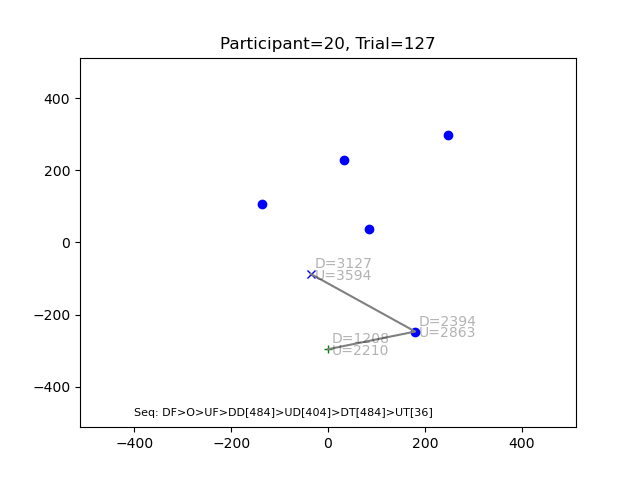 Participant=20, Trial=127
400
200
0
−200
−400
D=3127
U=3594
D=2394
U=2863
D=1298
U=2210
Seq: DF>O>UF>DD[484]>UD[404]>DT[484]>UT[36]
−400
−200
0
200
400